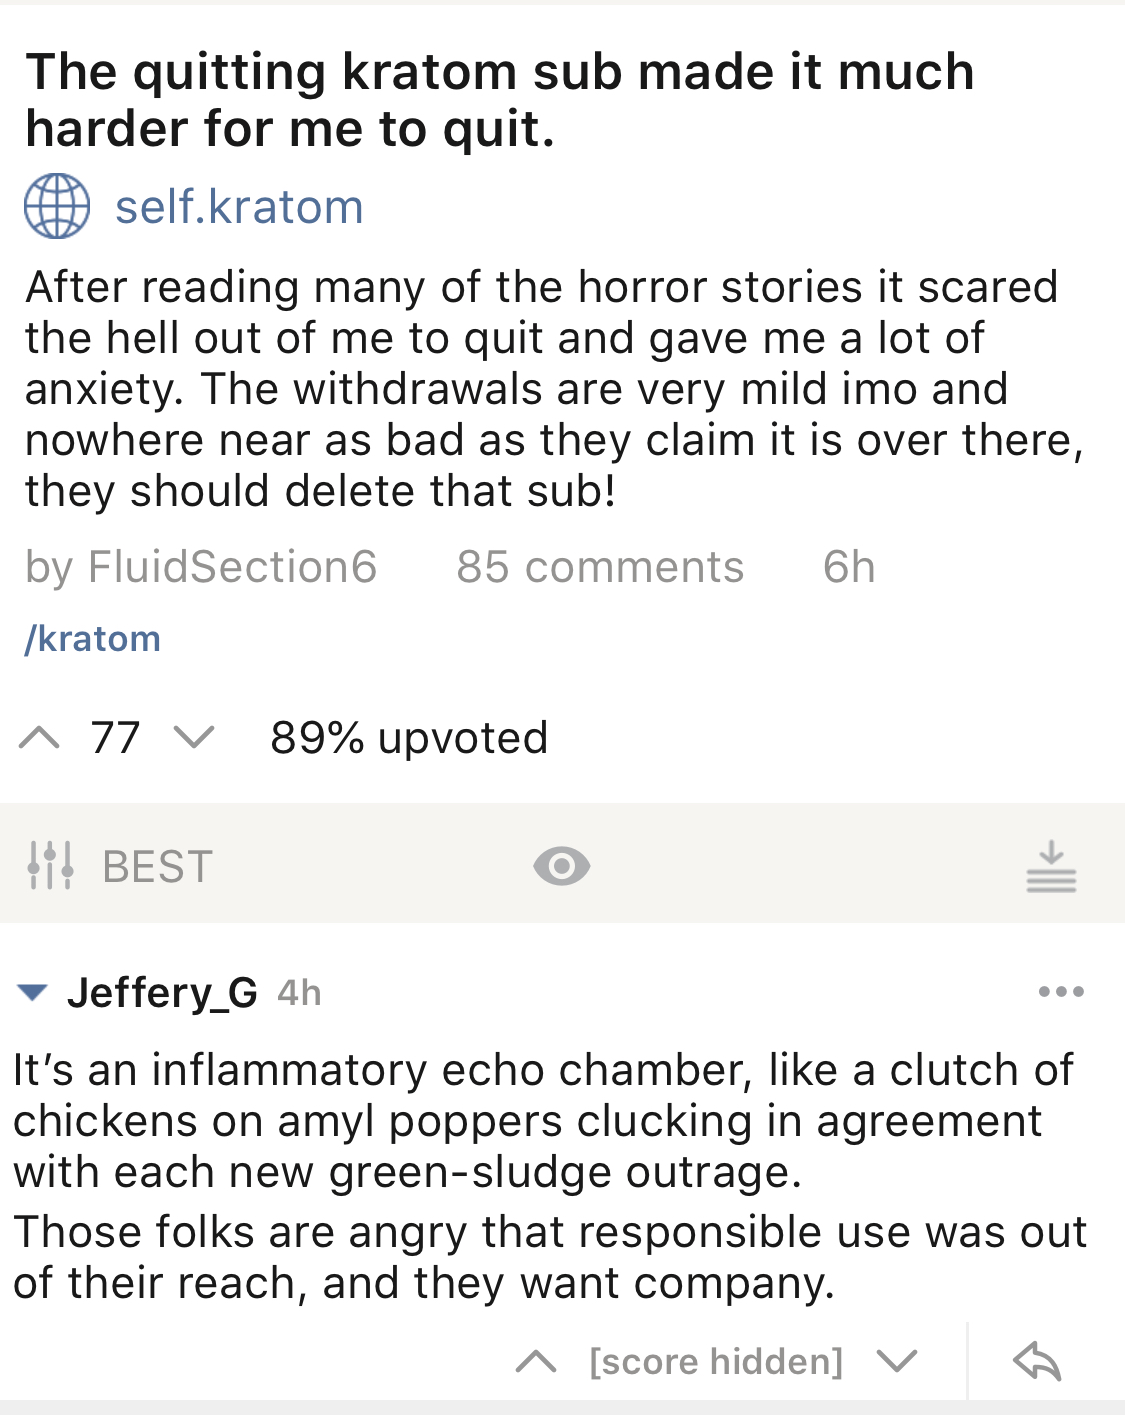 The quitting kratom sub made it much
harder for me to quit.
self.kratom
After reading many of the horror stories it scared
the hell out of me to quit and gave me a lot of
anxiety. The withdrawals are very mild imo and
nowhere near as bad as they claim it is over there,
they should delete that sub!
by FluidSection6 85 comments 6h
/kratom
77 89% upvoted
BEST
Jeffery_G 4h
It’s an inflammatory echo chamber, like a clutch of
chickens on amyl poppers clucking in agreement
with each new green-sludge outrage.
Those folks are angry that responsible use was out
of their reach, and they want company.
[score hidden]